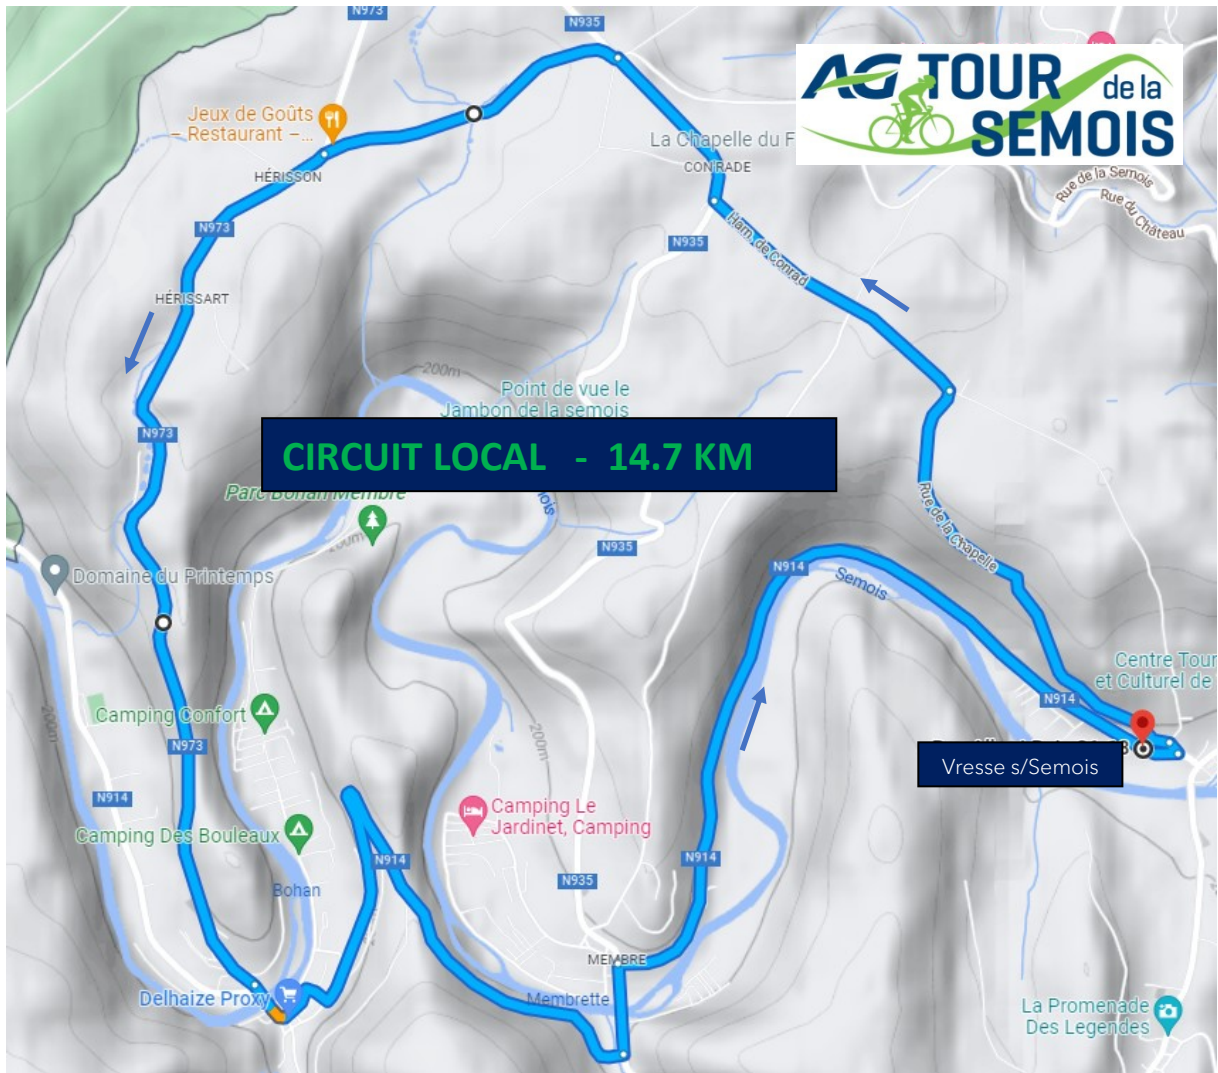 N973
N935
AG TOUR de la
SEMOIS
Jeux de Goûts
– Restaurant –...
HÉRISSON
La Chapelle du F
CONRADE
Rue de la Semois
Rue du Château
N973
Ham. de Conrad
N935
HÉRISSART
200m
Point de vue le
Jambon de la semois
N973
CIRCUIT LOCAL - 14.7 KM
Parc Bohan Membre
Rue de la Chapelle
200m
N935
N914
Semois
Domaine du Printemps
Centre Tour
et Culturel de
N914
Camping Confort
200m
200m
N973
Vresse s/Semois
N914
Camping Le
Jardinet, Camping
Camping Des Bouleaux
N914
N914
N935
Bohan
MEMBRE
Delhaize Proxy
Membrette
La Promenade
Des Legendes